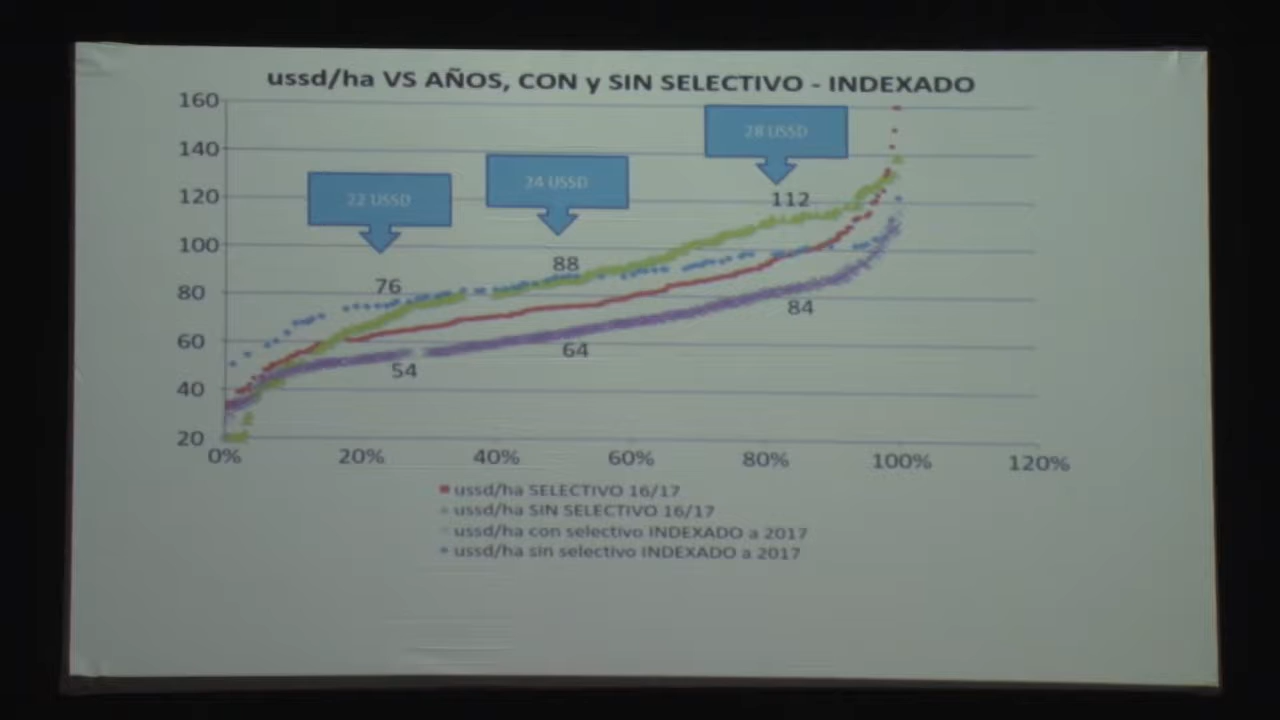 ussd/ha VS AÑOS, CON y SIN SELECTIVO - INDEXADO
160
140
120
100
80
60
40
20
22 USSD
24 USSD
28 USSD
76
88
112
54
64
84
0%
20%
40%
60%
80%
100%
120%
ussd/ha SELECTIVO 16/17
ussd/ha SIN SELECTIVO 16/17
ussd/ha con selectivo INDEXADO a 2017
ussd/ha sin selectivo INDEXADO a 2017